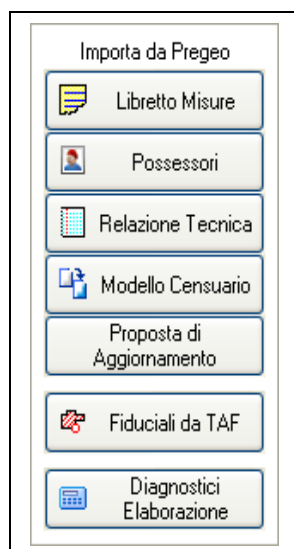 Importa da Pregeo
Libretto Misure
Possessori
Relazione Tecnica
Modello Censuario
Proposta di
Aggiornamento
Fiduciali da TAF
Diagnostici
Elaborazione